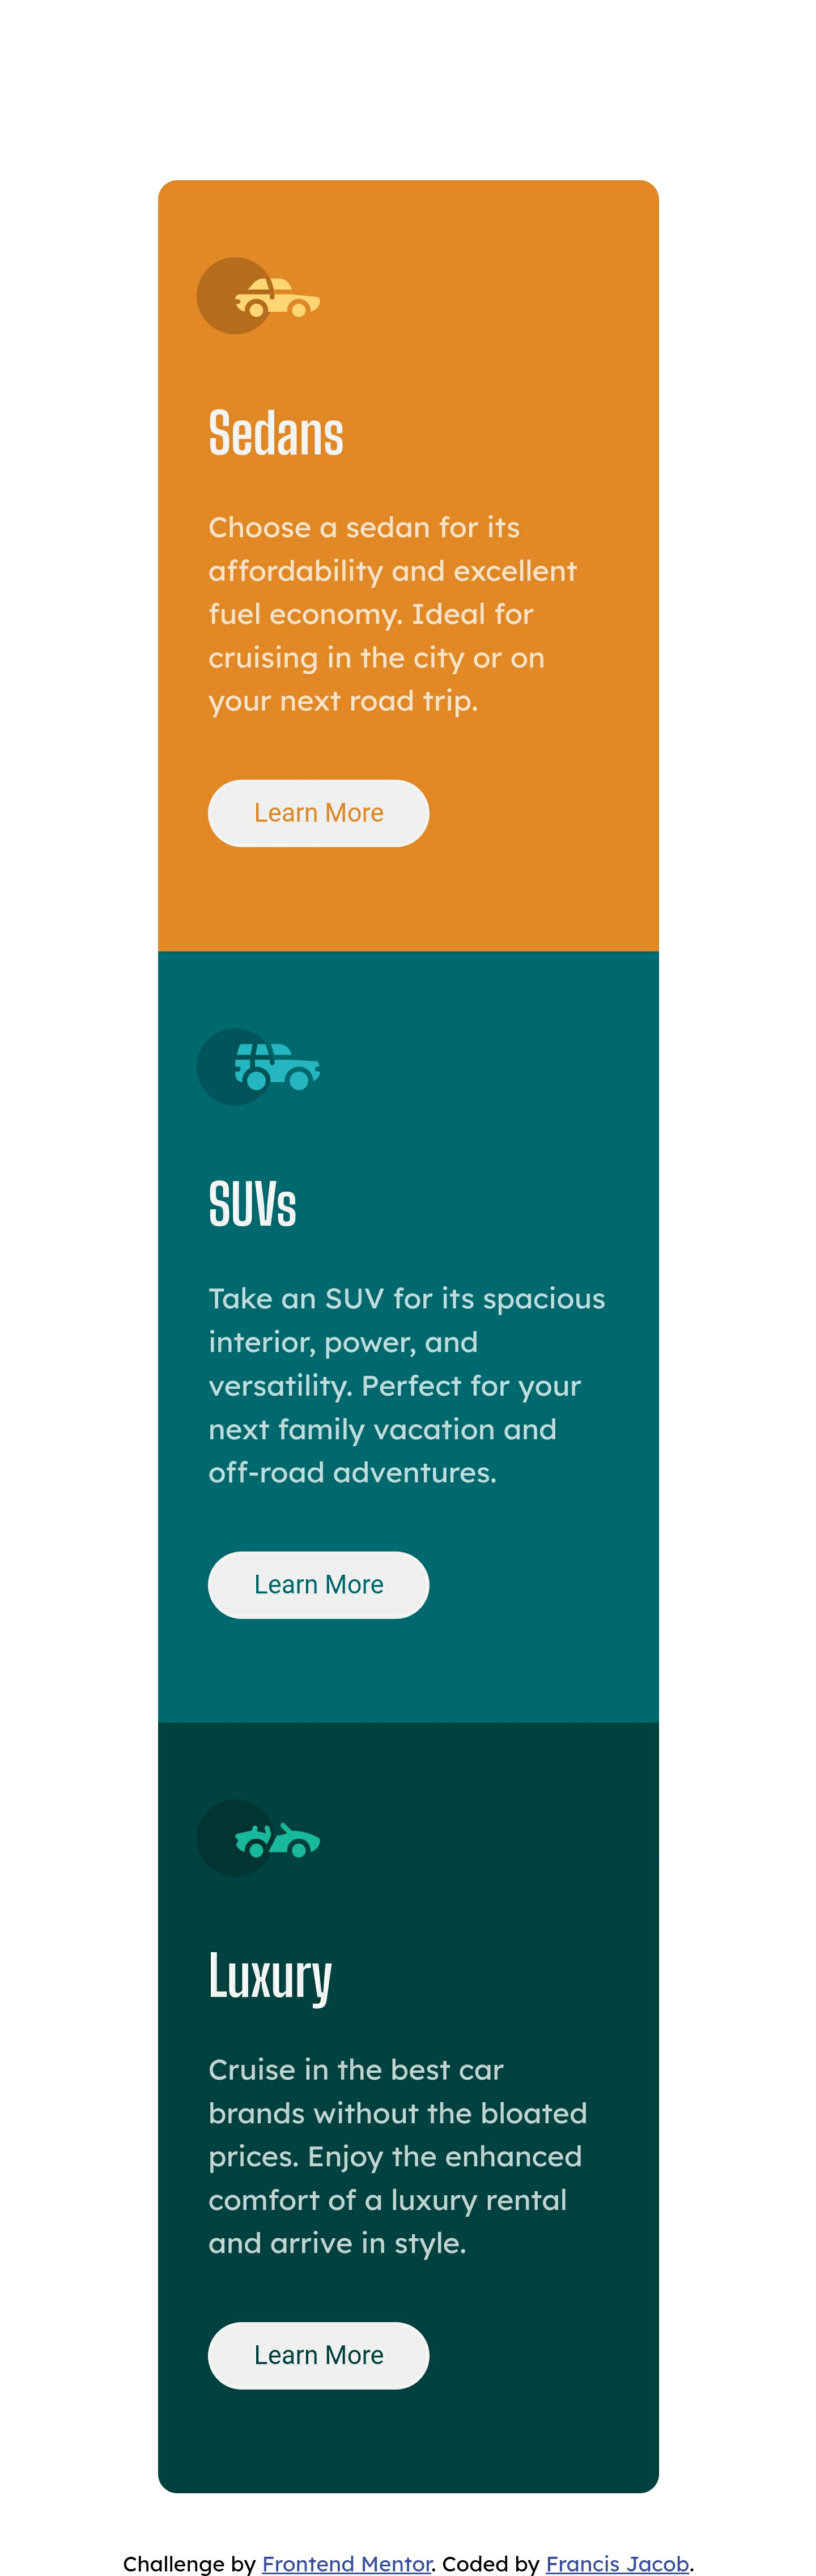 Sedans
Choose a sedan for its
affordability and excellent
fuel economy. Ideal for
cruising in the city or on
your next road trip.
Learn More
SUVs
Take an SUV for its spacious
interior, power, and
versatility. Perfect for your
next family vacation and
off-road adventures.
Learn More
Luxury
Cruise in the best car
brands without the bloated
prices. Enjoy the enhanced
comfort of a luxury rental
and arrive in style.
Learn More
Challenge by Frontend Mentor. Coded by Francis Jacob.